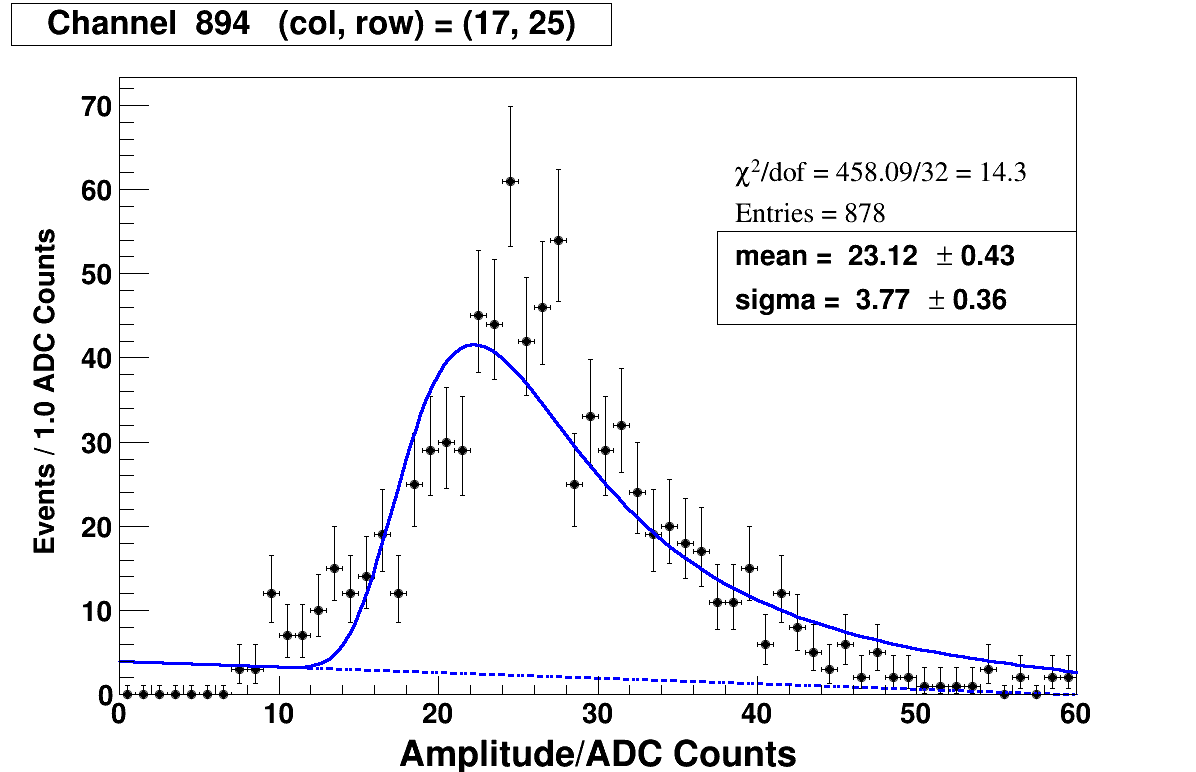 Channel 894 (col, row) = (17, 25)
χ²/dof = 458.09/32 = 14.3
Entries = 878
mean = 23.12 ± 0.43
sigma = 3.77 ± 0.36
Events / 1.0 ADC Counts
70
60
50
40
30
20
10
0
0 10 20 30 40 50 60
Amplitude/ADC Counts